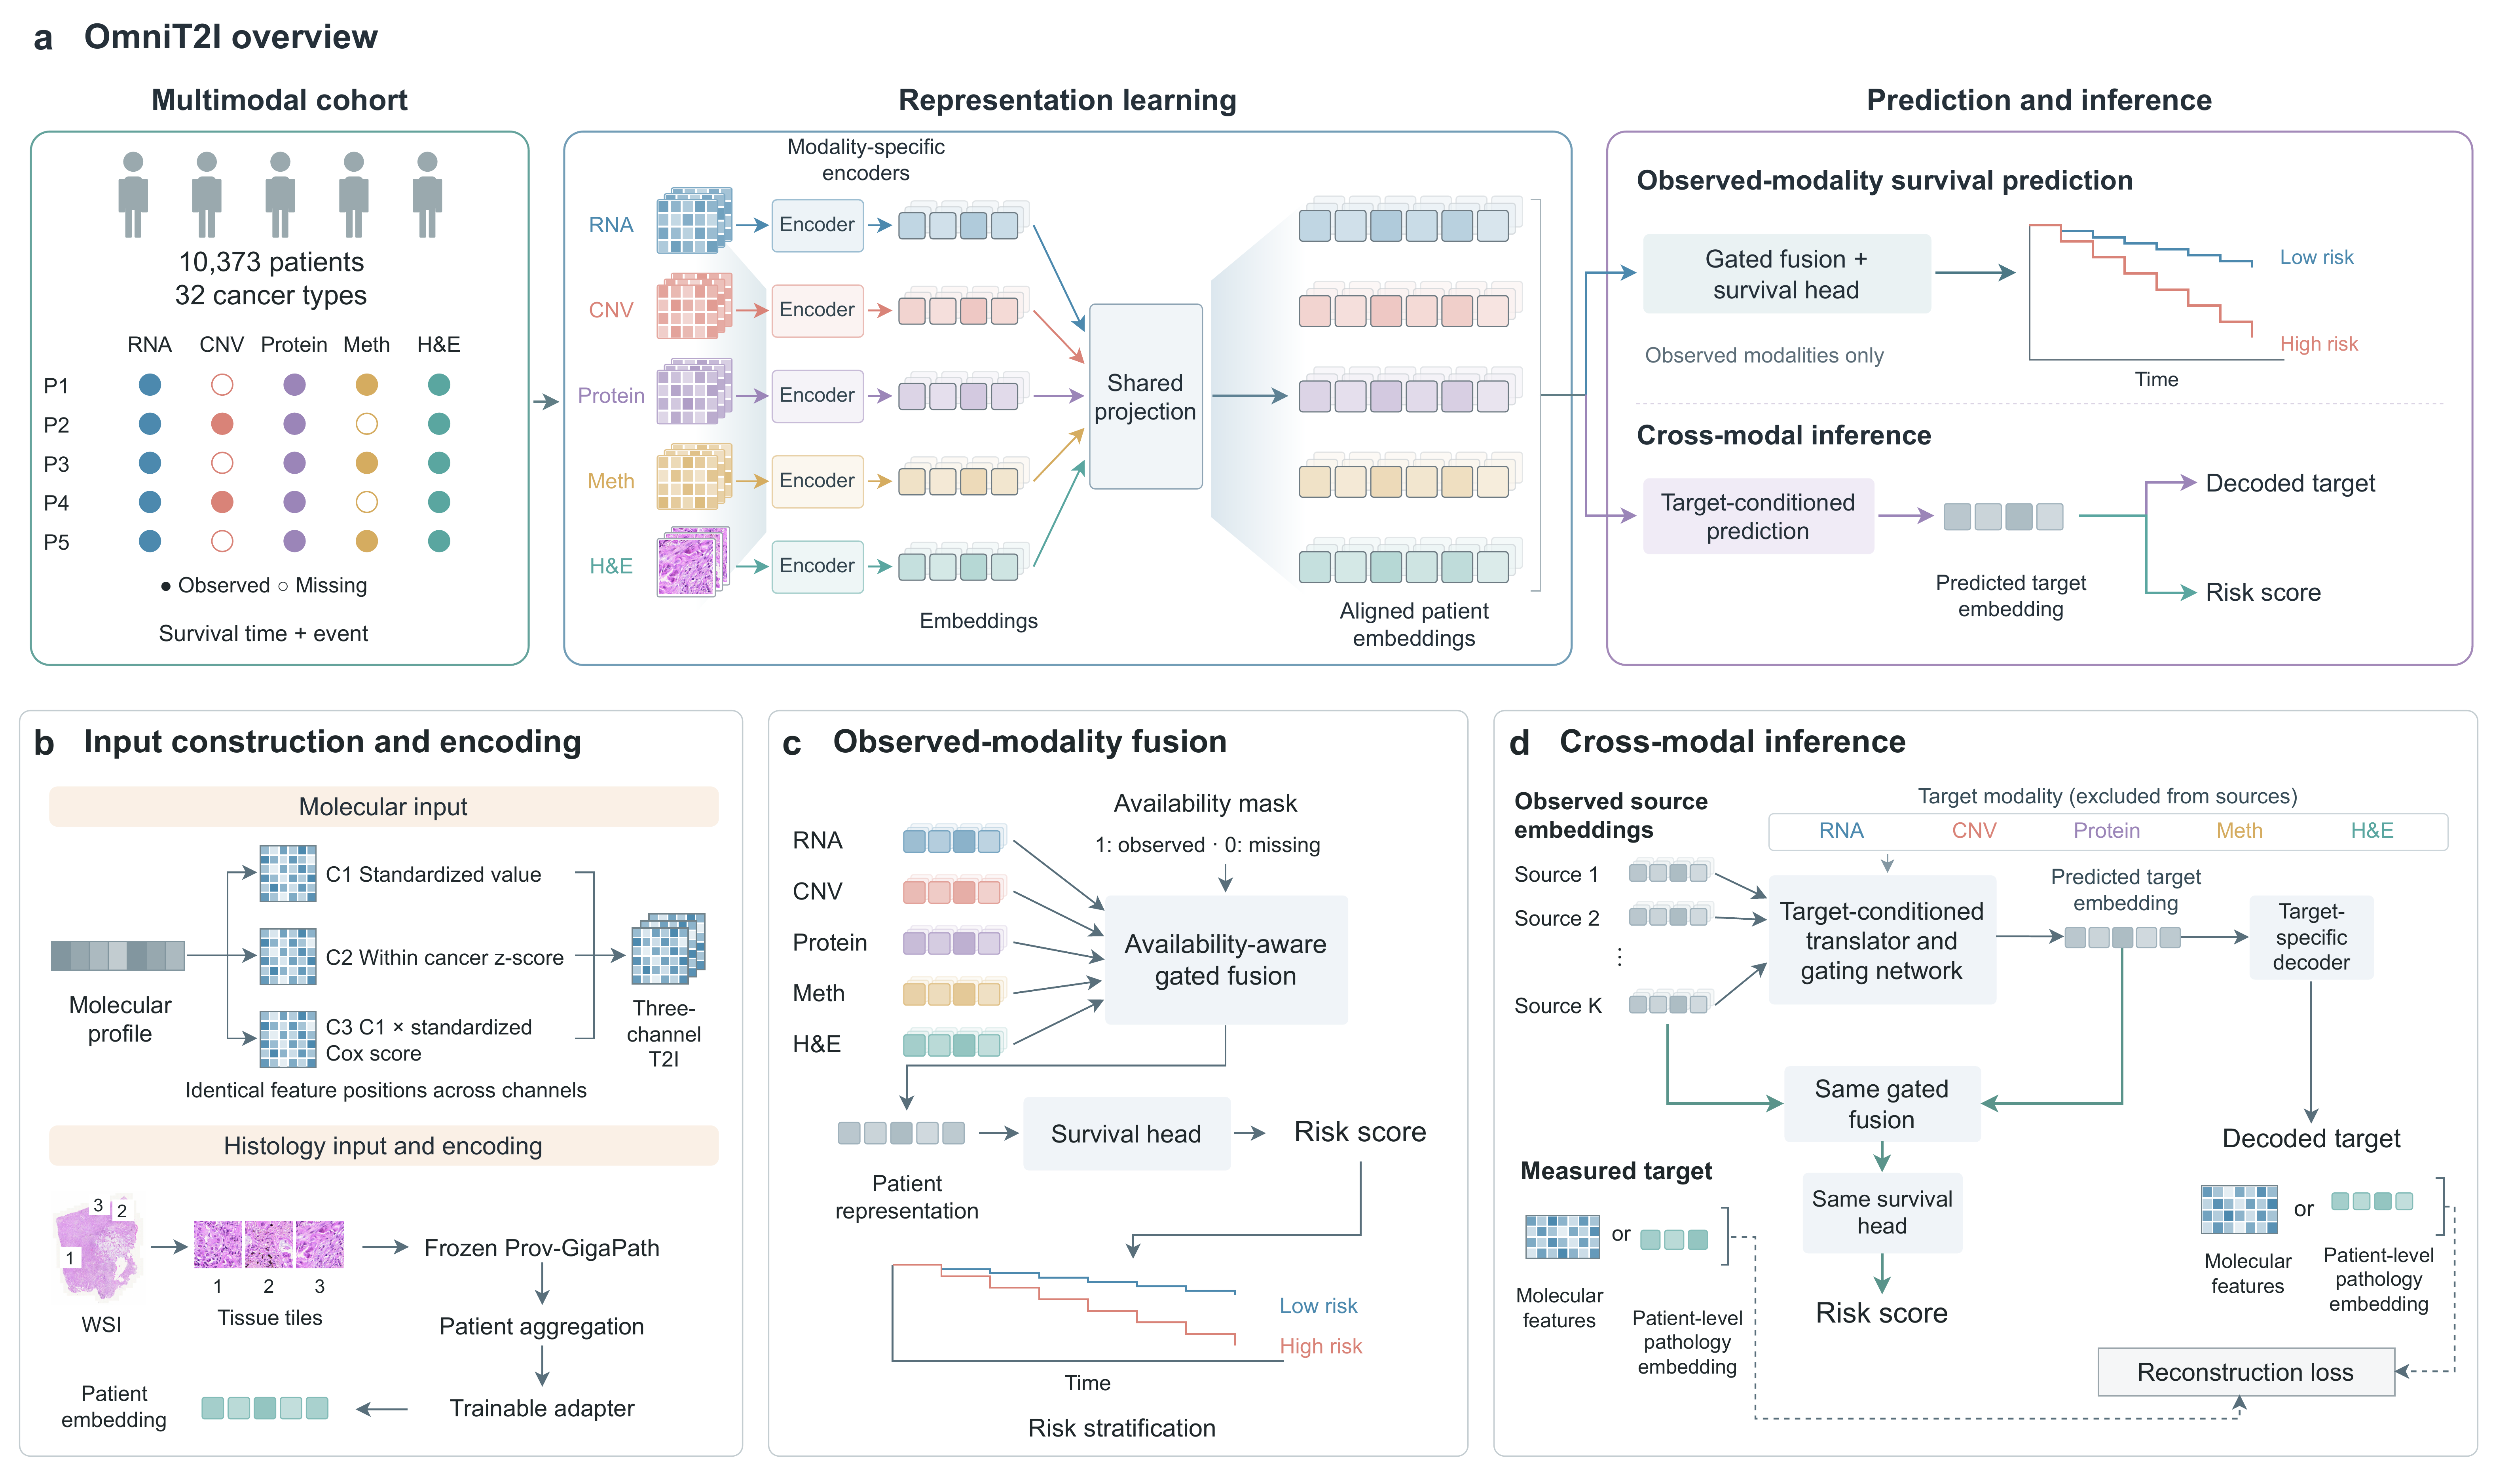 a OmniT2I overview
Multimodal cohort
10,373 patients
32 cancer types
RNA CNV Protein Meth H&E
P1
P2
P3
P4
P5
● Observed ○ Missing
Survival time + event
Representation learning
Modality-specific
encoders
RNA
Encoder
CNV
Encoder
Protein
Encoder
Meth
Encoder
H&E
Encoder
Embeddings
Shared
projection
Aligned patient
embeddings
Prediction and inference
Observed-modality survival prediction
Gated fusion +
survival head
Observed modalities only
Low risk
High risk
Time
Cross-modal inference
Target-conditioned
prediction
Predicted target
embedding
Decoded target
Risk score
b Input construction and encoding
Molecular input
Molecular
profile
C1 Standardized value
C2 Within cancer z-score
C3 C1 × standardized
Cox score
Three-
channel
T2I
Identical feature positions across channels
Histology input and encoding
3
2
1
WSI
1 2 3
Tissue tiles
Frozen Prov-GigaPath
Patient aggregation
Trainable adapter
Patient
embedding
c Observed-modality fusion
RNA
CNV
Protein
Meth
H&E
Availability mask
1: observed · 0: missing
Availability-aware
gated fusion
Patient
representation
Survival head
Risk score
Low risk
High risk
Time
Risk stratification
d Cross-modal inference
Observed source
embeddings
Source 1
Source 2
⋮
Source K
Target modality (excluded from sources)
RNA CNV Protein Meth H&E
Target-conditioned
translator and
gating network
Predicted target
embedding
Target-
specific
decoder
Same gated
fusion
Same survival
head
Risk score
Measured target
or
Molecular
features
Patient-level
pathology
embedding
Decoded target
or
Molecular
features
Patient-level
pathology
embedding
Reconstruction loss